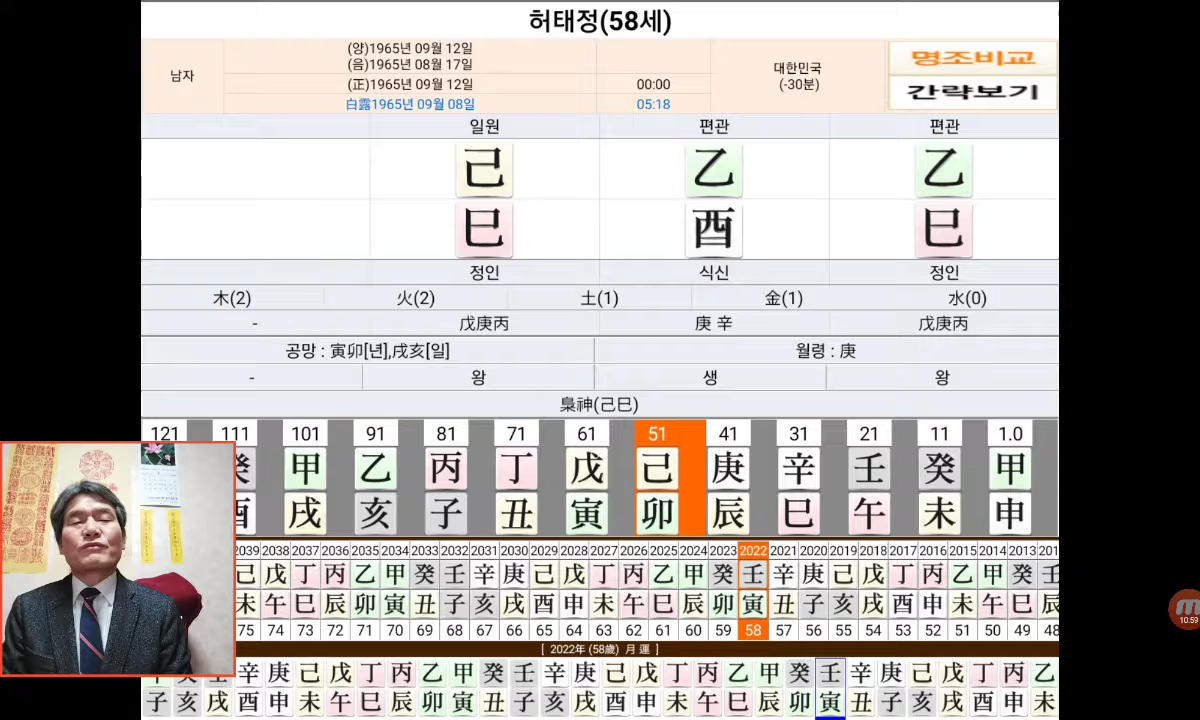 허태정(58세)
남자
(양)1965년 09월 12일
(음)1965년 08월 17일
(正)1965년 09월 12일 00:00
白露1965년 09월 08일 05:18
대한민국
(-30분)
명조비교
간략보기
일원 편관 편관
己 乙 乙
巳 酉 巳
정인 식신 정인
木(2) 火(2) 土(1) 金(1) 水(0)
- 戊庚丙 庚 辛 戊庚丙
공망 : 寅卯[년],戌亥[일] 월령 : 庚
- 왕 생 왕
梟神(己巳)
121 111 101 91 81 71 61 51 41 31 21 11 1.0
癸 甲 乙 丙 丁 戊 己 庚 辛 壬 癸 甲
酉 戌 亥 子 丑 寅 卯 辰 巳 午 未 申
2039 2038 2037 2036 2035 2034 2033 2032 2031 2030 2029 2028 2027 2026 2025 2024 2023 2022 2021 2020 2019 2018 2017 2016 2015 2014 2013 201
己 戊 丁 丙 乙 甲 癸 壬 辛 庚 己 戊 丁 丙 乙 甲 癸 壬 辛 庚 己 戊 丁 丙 乙 甲 癸 壬
未 午 巳 辰 卯 寅 丑 子 亥 戌 酉 申 未 午 巳 辰 卯 寅 丑 子 亥 戌 酉 申 未 午 巳 辰
75 74 73 72 71 70 69 68 67 66 65 64 63 62 61 60 59 58 57 56 55 54 53 52 51 50 49 48
[ 2022年 (58歲) 月 運 ]
辛 庚 己 戊 丁 丙 乙 甲 癸 壬 辛 庚 己 戊 丁 丙 乙 甲 癸 壬 辛 庚 己 戊 丁 丙 乙
子 亥 戌 酉 申 未 午 巳 辰 卯 寅 丑 子 亥 戌 酉 申 未 午 巳 辰 卯 寅 丑 子 亥 戌 酉 申 未
10:59